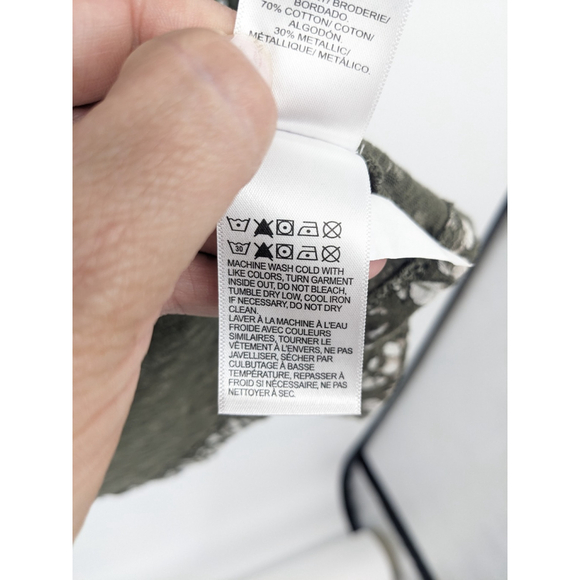 BRODERIE/
BORDADO
70% COTTON/ COTON/
ALGODÓN
30% METALLIC/
MÉTALLIQUE/ METÁLICO.
30
MACHINE WASH COLD WITH
LIKE COLORS, TURN GARMENT
INSIDE OUT, DO NOT BLEACH,
TUMBLE DRY LOW, COOL IRON
IF NECESSARY, DO NOT DRY
CLEAN.
LAVER À LA MACHINE À L'EAU
FROIDE AVEC COULEURS
SIMILAIRES, TOURNER LE
VÊTEMENT À L'ENVERS, NE PAS
JAVELLISER, SÉCHER PAR
CULBUTAGE À BASSE
TEMPÉRATURE, REPASSER À
FROID SI NÉCESSAIRE, NE PAS
NETTOYER À SEC.